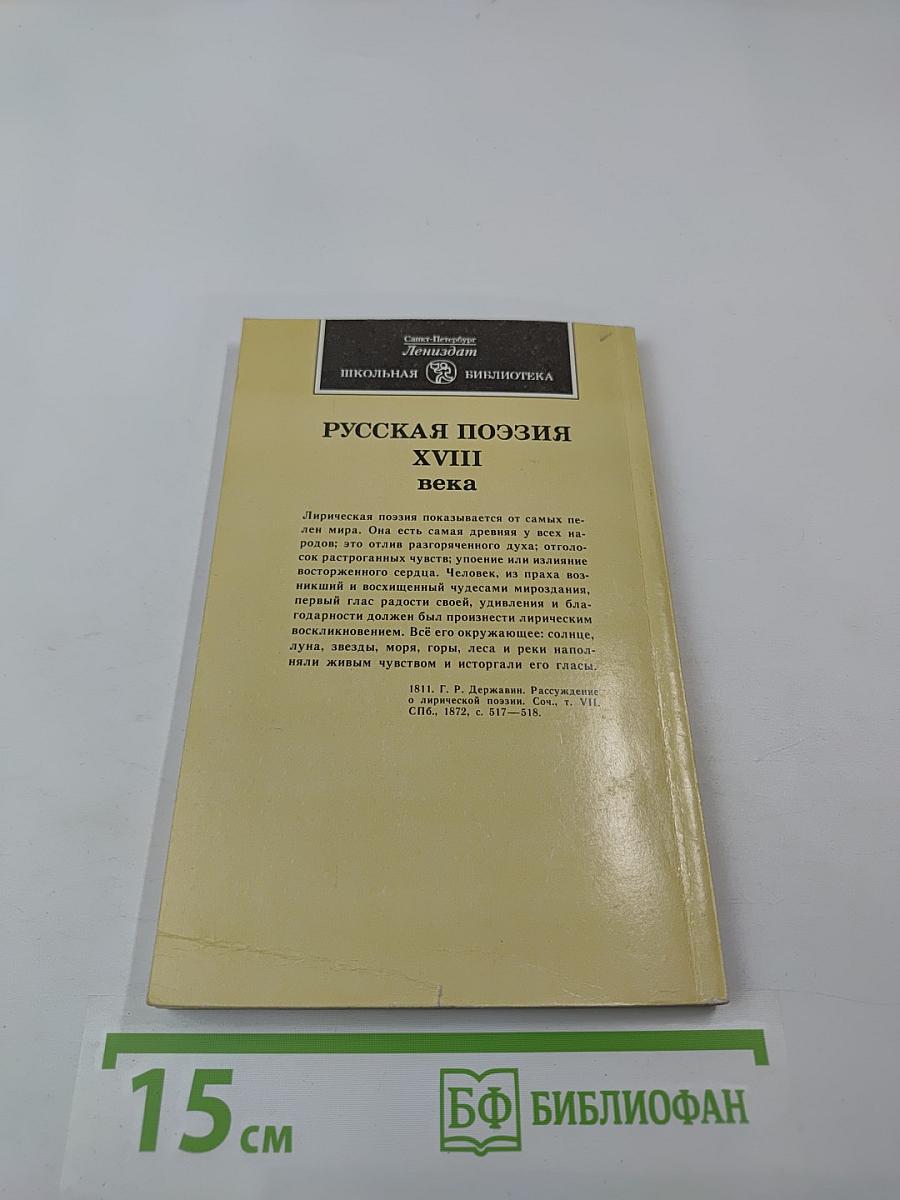 Санкт-Петербург
Лениздат
ШКОЛЬНАЯ БИБЛИОТЕКА
РУССКАЯ ПОЭЗИЯ
XVIII
века
Лирическая поэзия показывается от самых пе-
лен мира. Она есть самая древняя у всех на-
родов; это отлив разгоряченного духа; отголо-
сок растроганных чувств; упоение или излияние
восторженного сердца. Человек, из праха воз-
никший и восхищенный чудесами мироздания,
первый глас радости своей, удивления и бла-
годарности должен был произнести лирическим
воскликновением. Всё его окружающее: солнце,
луна, звезды, моря, горы, леса и реки напол-
няли живым чувством и исторгали его гласы.
1811. Г. Р. Державин. Рассуждение
о лирической поэзии. Соч., т. VII.
СПб., 1872, с. 517—518.
15 см
БФ БИБЛИОФАН